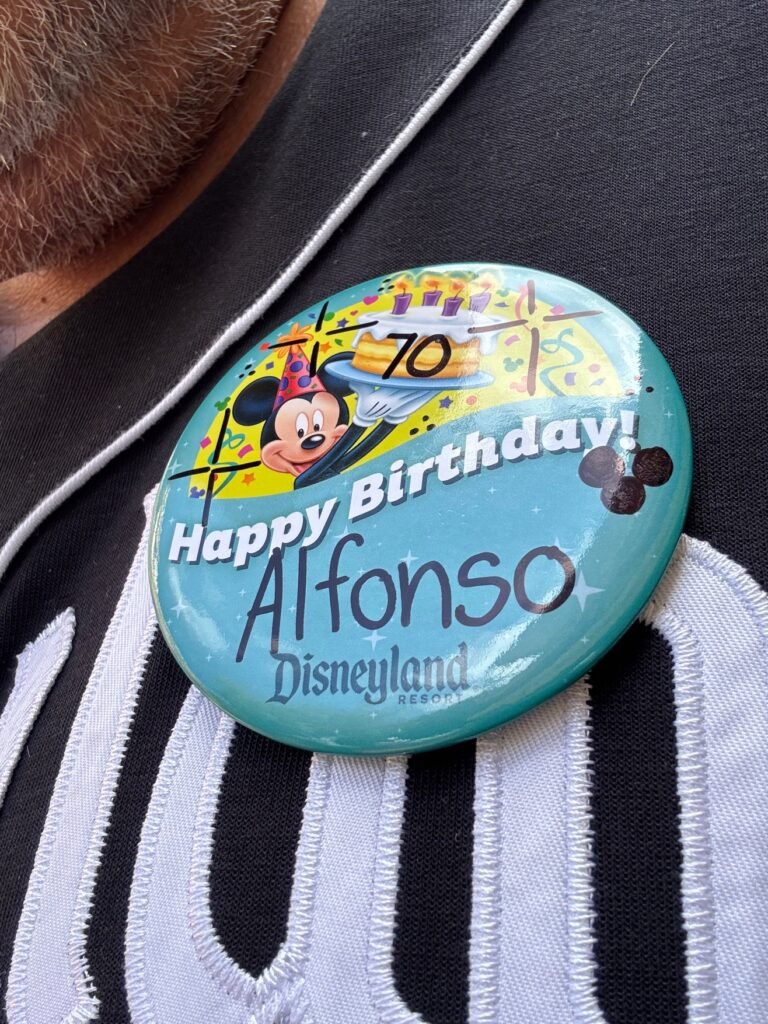 70
Happy Birthday!
Alfonso
Disneyland
RESORT